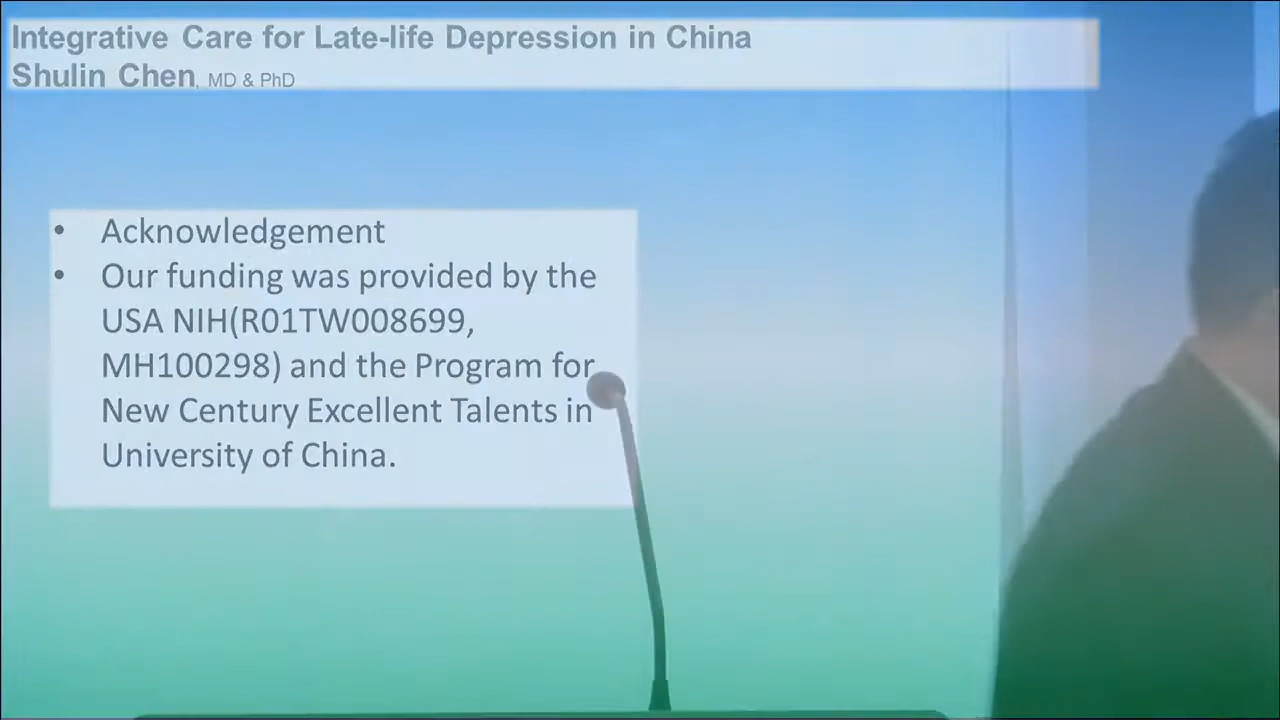 Integrative Care for Late-life Depression in China
Shulin Chen, MD & PhD
• Acknowledgement
• Our funding was provided by the
USA NIH(R01TW008699,
MH100298) and the Program for
New Century Excellent Talents in
University of China.